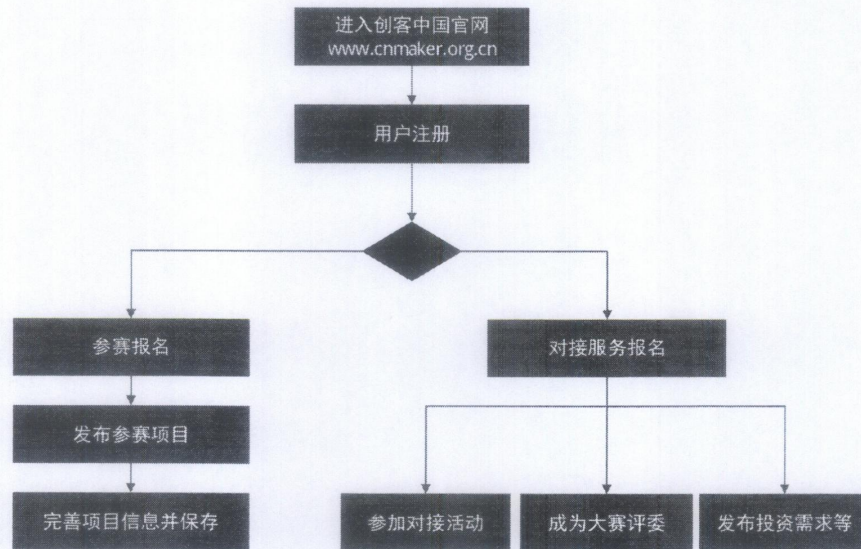 进入创客中国官网
www.cnmaker.org.cn
用户注册
参赛报名
对接服务报名
发布参赛项目
完善项目信息并保存
参加对接活动
成为大赛评委
发布投资需求等